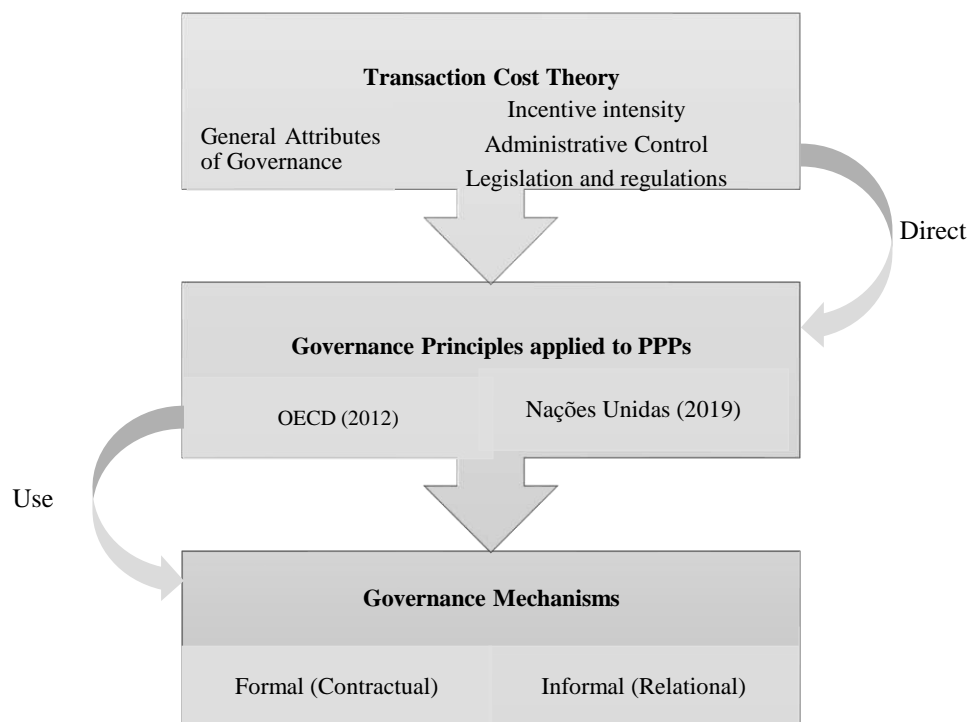 Transaction Cost Theory
General Attributes
of Governance
Incentive intensity
Administrative Control
Legislation and regulations
Direct
Governance Principles applied to PPPs
OECD (2012)
Nações Unidas (2019)
Use
Governance Mechanisms
Formal (Contractual)
Informal (Relational)